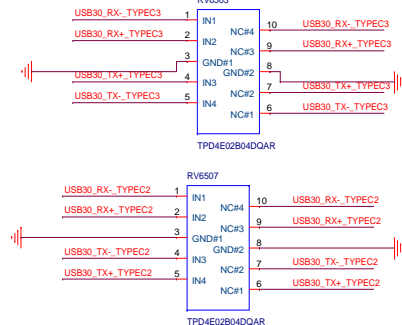 RV6503
USB30_RX-_TYPEC3 1 IN1 NC#4 10 USB30_RX-_TYPEC3
USB30_RX+_TYPEC3 2 IN2 NC#3 9 USB30_RX+_TYPEC3
3 GND#1 GND#2 8
USB30_TX+_TYPEC3 4 IN3 NC#2 7 USB30_TX+_TYPEC3
USB30_TX-_TYPEC3 5 IN4 NC#1 6 USB30_TX-_TYPEC3
TPD4E02B04DQAR
RV6507
USB30_RX-_TYPEC2 1 IN1 NC#4 10 USB30_RX-_TYPEC2
USB30_RX+_TYPEC2 2 IN2 NC#3 9 USB30_RX+_TYPEC2
3 GND#1 GND#2 8
USB30_TX-_TYPEC2 4 IN3 NC#2 7 USB30_TX-_TYPEC2
USB30_TX+_TYPEC2 5 IN4 NC#1 6 USB30_TX+_TYPEC2
TPD4E02B04DQAR